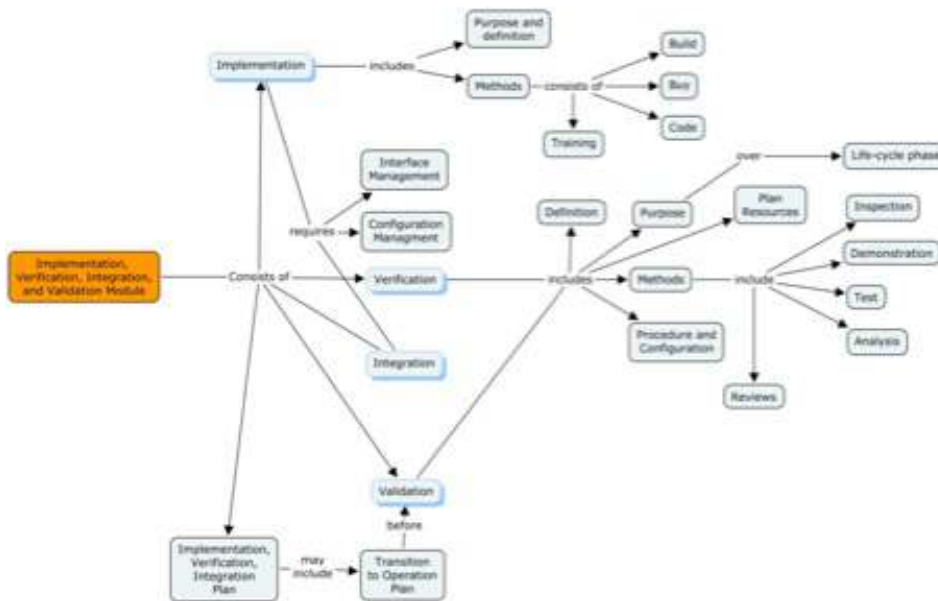 Purpose and
definition
Implementation
includes
Methods
consists of
Build
Buy
Code
Training
Interface
Management
requires
Configuration
Managment
over
Life-cycle phase
Definition
Purpose
Plan
Resources
Inspection
Implementation,
Verification, Integration,
and Validation Module
Consists of
Verification
includes
Methods
include
Demonstration
Test
Procedure and
Configuration
Analysis
Integration
Reviews
Validation
before
Implementation,
Verification,
Integration
Plan
may
include
Transition
to Operation
Plan